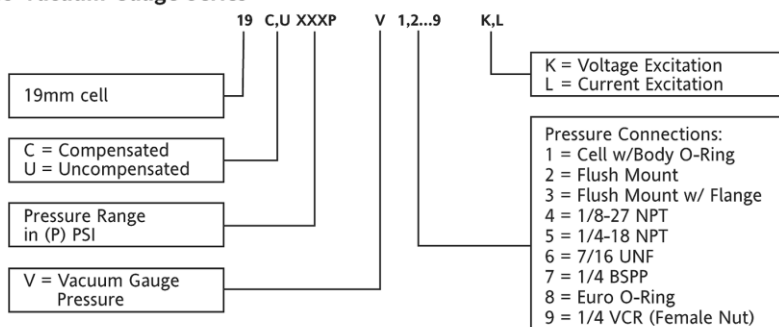 19 C,U XXXP V 1,2...9 K,L
19mm cell
C = Compensated
U = Uncompensated
Pressure Range
in (P) PSI
V = Vacuum Gauge
Pressure
K = Voltage Excitation
L = Current Excitation
Pressure Connections:
1 = Cell w/Body O-Ring
2 = Flush Mount
3 = Flush Mount w/ Flange
4 = 1/8-27 NPT
5 = 1/4-18 NPT
6 = 7/16 UNF
7 = 1/4 BSPP
8 = Euro O-Ring
9 = 1/4 VCR (Female Nut)